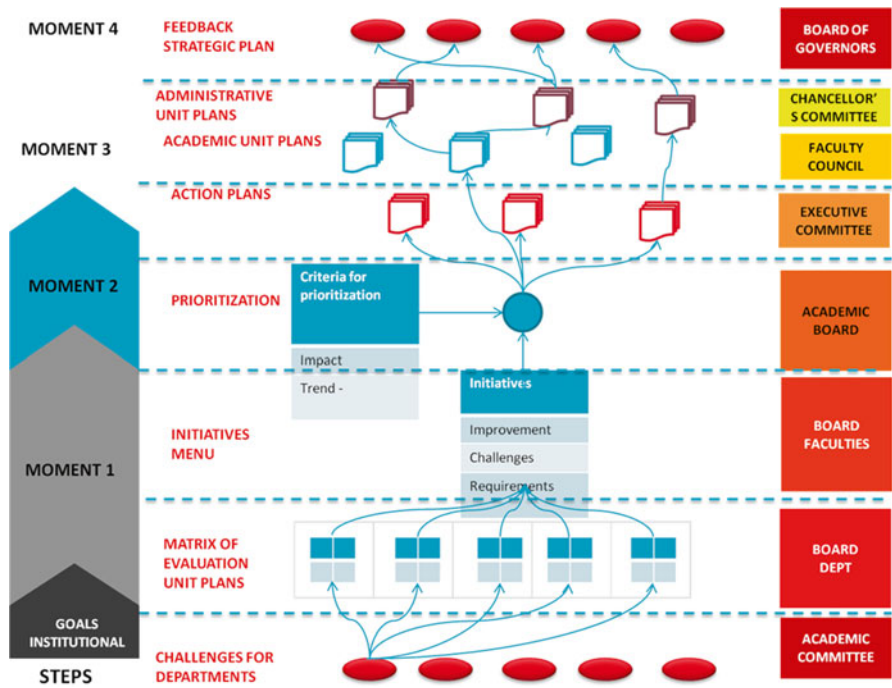 MOMENT 4
FEEDBACK
STRATEGIC PLAN
BOARD OF
GOVERNORS
ADMINISTRATIVE
UNIT PLANS
CHANCELLOR'
S COMMITTEE
MOMENT 3
ACADEMIC UNIT PLANS
FACULTY
COUNCIL
ACTION PLANS
EXECUTIVE
COMMITTEE
MOMENT 2
PRIORITIZATION
Criteria for
prioritization
Impact
Trend -
ACADEMIC
BOARD
MOMENT 1
INITIATIVES
MENU
Initiatives
Improvement
Challenges
Requirements
BOARD
FACULTIES
MATRIX OF
EVALUATION
UNIT PLANS
BOARD
DEPT
GOALS
INSTITUTIONAL
STEPS
CHALLENGES FOR
DEPARTMENTS
ACADEMIC
COMMITTEE